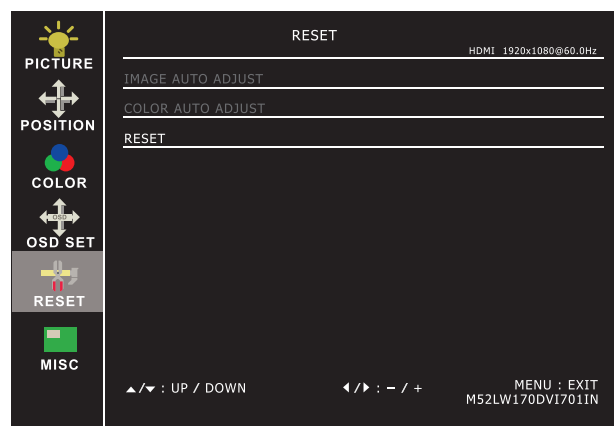 PICTURE
POSITION
COLOR
OSD
OSD SET
RESET
MISC
RESET
HDMI 1920x1080@60.0Hz
IMAGE AUTO ADJUST
COLOR AUTO ADJUST
RESET
▲/▼ : UP / DOWN
◀/▶ : – / +
MENU : EXIT
M52LW170DVI701IN